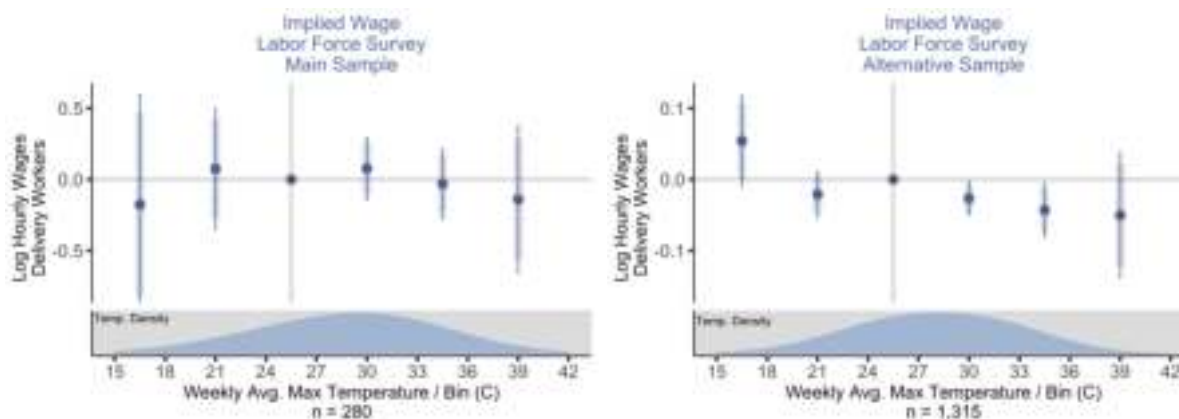 Implied Wage
Labor Force Survey
Main Sample
Log Hourly Wages
Delivery Workers
0.5
0.0
-0.5
Temp. Density
15 18 21 24 27 30 33 36 39 42
Weekly Avg. Max Temperature / Bin (C)
n = 280
Implied Wage
Labor Force Survey
Alternative Sample
Log Hourly Wages
Delivery Workers
0.1
0.0
-0.1
Temp. Density
15 18 21 24 27 30 33 36 39 42
Weekly Avg. Max Temperature / Bin (C)
n = 1,315